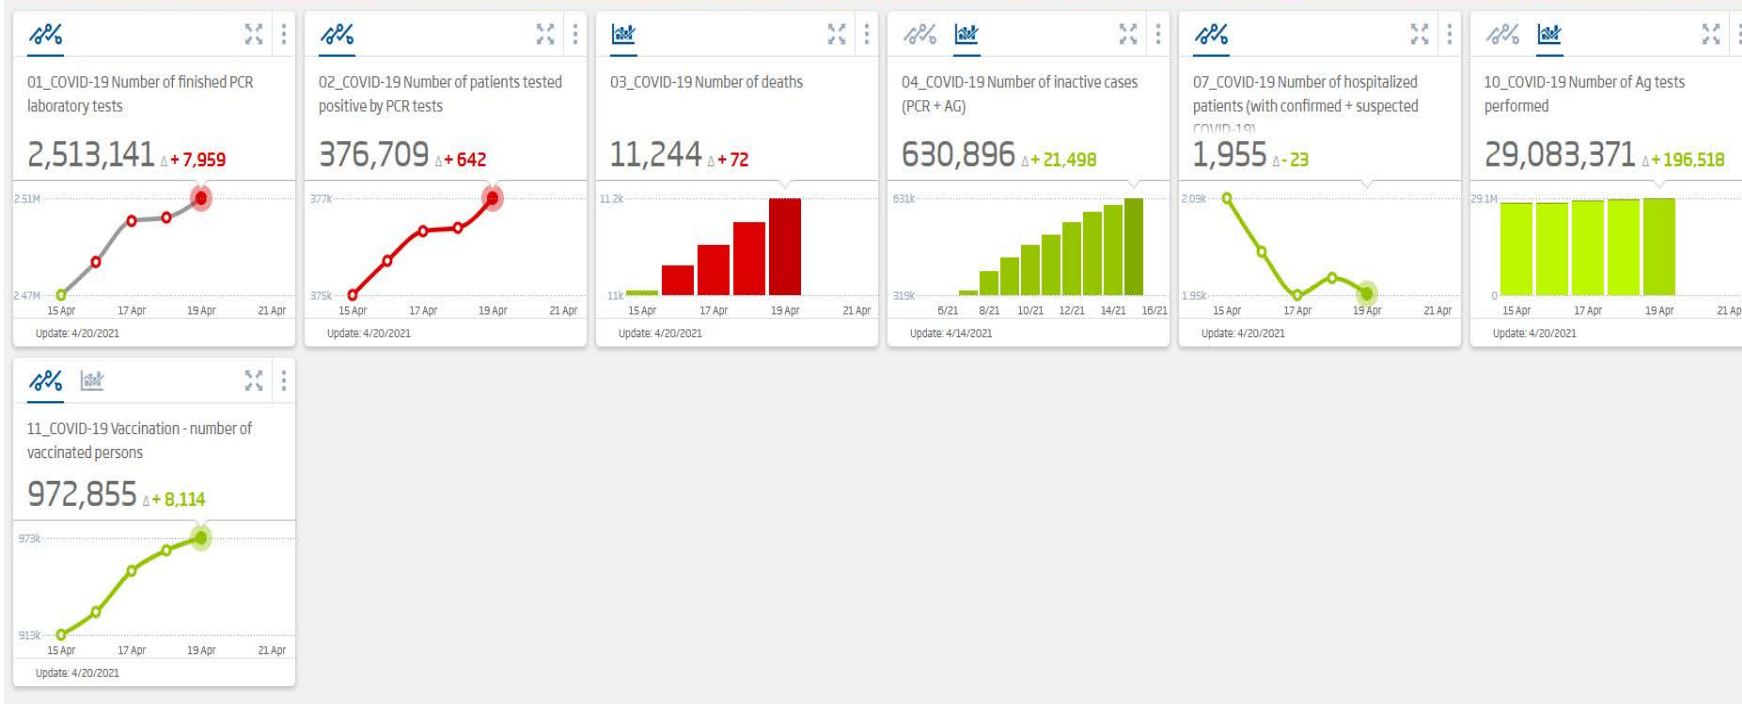 01_COVID-19 Number of finished PCR
laboratory tests
2,513,141 Δ + 7,959
2.51M
2.47M
15 Apr 17 Apr 19 Apr 21 Apr
Update: 4/20/2021
02_COVID-19 Number of patients tested
positive by PCR tests
376,709 Δ + 642
377k
375k
15 Apr 17 Apr 19 Apr 21 Apr
Update: 4/20/2021
03_COVID-19 Number of deaths
11,244 Δ + 72
11.2k
11k
15 Apr 17 Apr 19 Apr 21 Apr
Update: 4/20/2021
04_COVID-19 Number of inactive cases
(PCR + AG)
630,896 Δ + 21,498
631k
319k
6/21 8/21 10/21 12/21 14/21 16/21
Update: 4/14/2021
07_COVID-19 Number of hospitalized
patients (with confirmed + suspected
COVID-19)
1,955 Δ - 23
2.09k
1.95k
15 Apr 17 Apr 19 Apr 21 Apr
Update: 4/20/2021
10_COVID-19 Number of Ag tests
performed
29,083,371 Δ + 196,518
29.1M
0
15 Apr 17 Apr 19 Apr 21 Ap
Update: 4/20/2021
11_COVID-19 Vaccination - number of
vaccinated persons
972,855 Δ + 8,114
973k
913k
15 Apr 17 Apr 19 Apr 21 Apr
Update: 4/20/2021